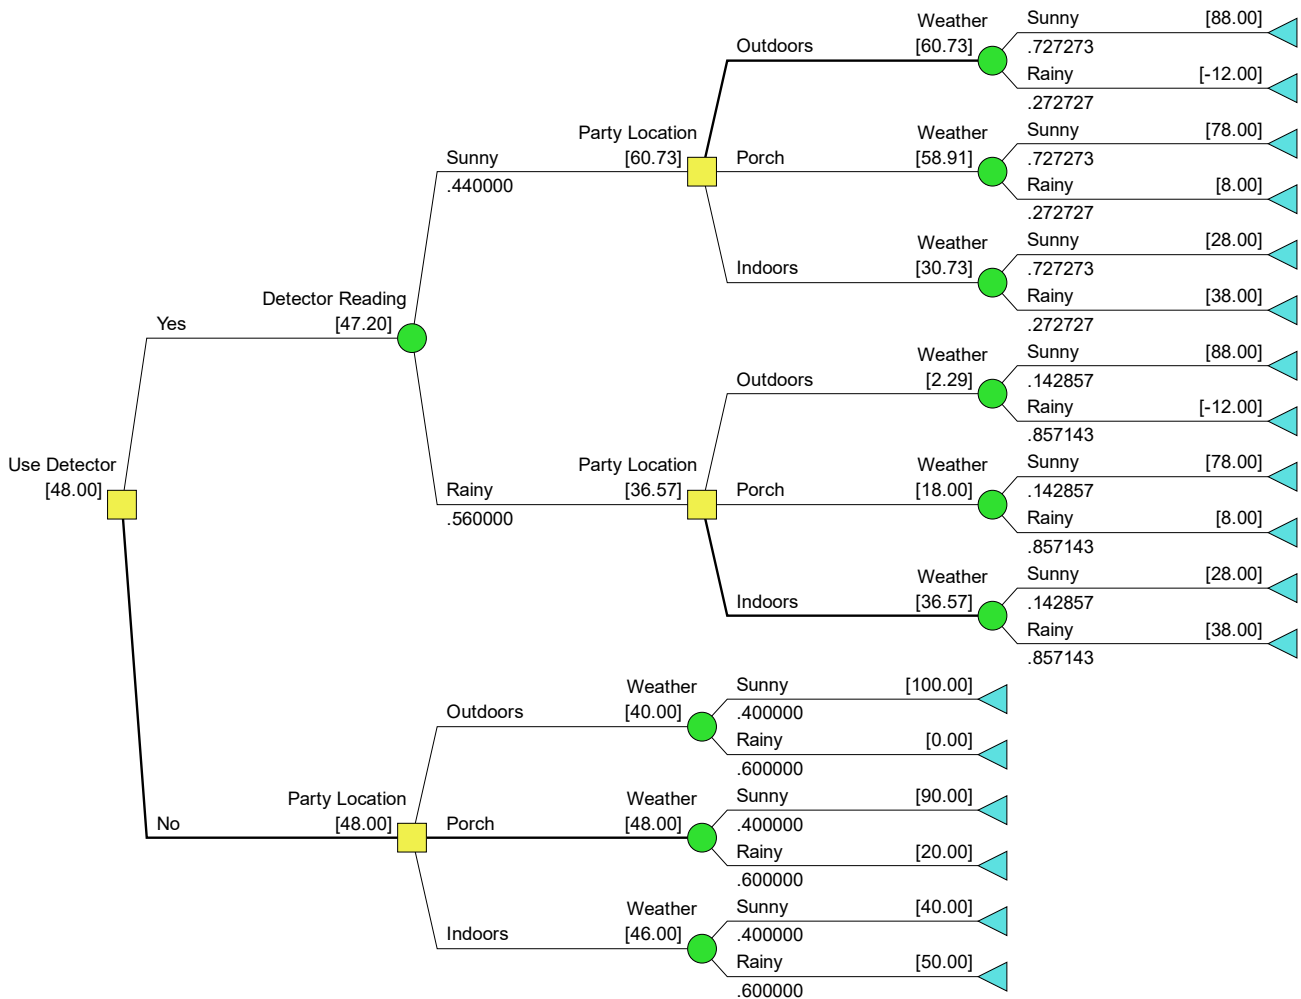 Weather
[60.73]
Outdoors
Sunny
[88.00]
.727273
Rainy
[-12.00]
.272727
Party Location
[60.73]
Sunny
.440000
Porch
Weather
[58.91]
Sunny
[78.00]
.727273
Rainy
[8.00]
.272727
Indoors
Weather
[30.73]
Sunny
[28.00]
.727273
Rainy
[38.00]
.272727
Detector Reading
[47.20]
Yes
Outdoors
Weather
[2.29]
Sunny
[88.00]
.142857
Rainy
[-12.00]
.857143
Use Detector
[48.00]
Party Location
[36.57]
Rainy
.560000
Porch
Weather
[18.00]
Sunny
[78.00]
.142857
Rainy
[8.00]
.857143
Indoors
Weather
[36.57]
Sunny
[28.00]
.142857
Rainy
[38.00]
.857143
Outdoors
Weather
[40.00]
Sunny
[100.00]
.400000
Rainy
[0.00]
.600000
Party Location
[48.00]
No
Porch
Weather
[48.00]
Sunny
[90.00]
.400000
Rainy
[20.00]
.600000
Indoors
Weather
[46.00]
Sunny
[40.00]
.400000
Rainy
[50.00]
.600000